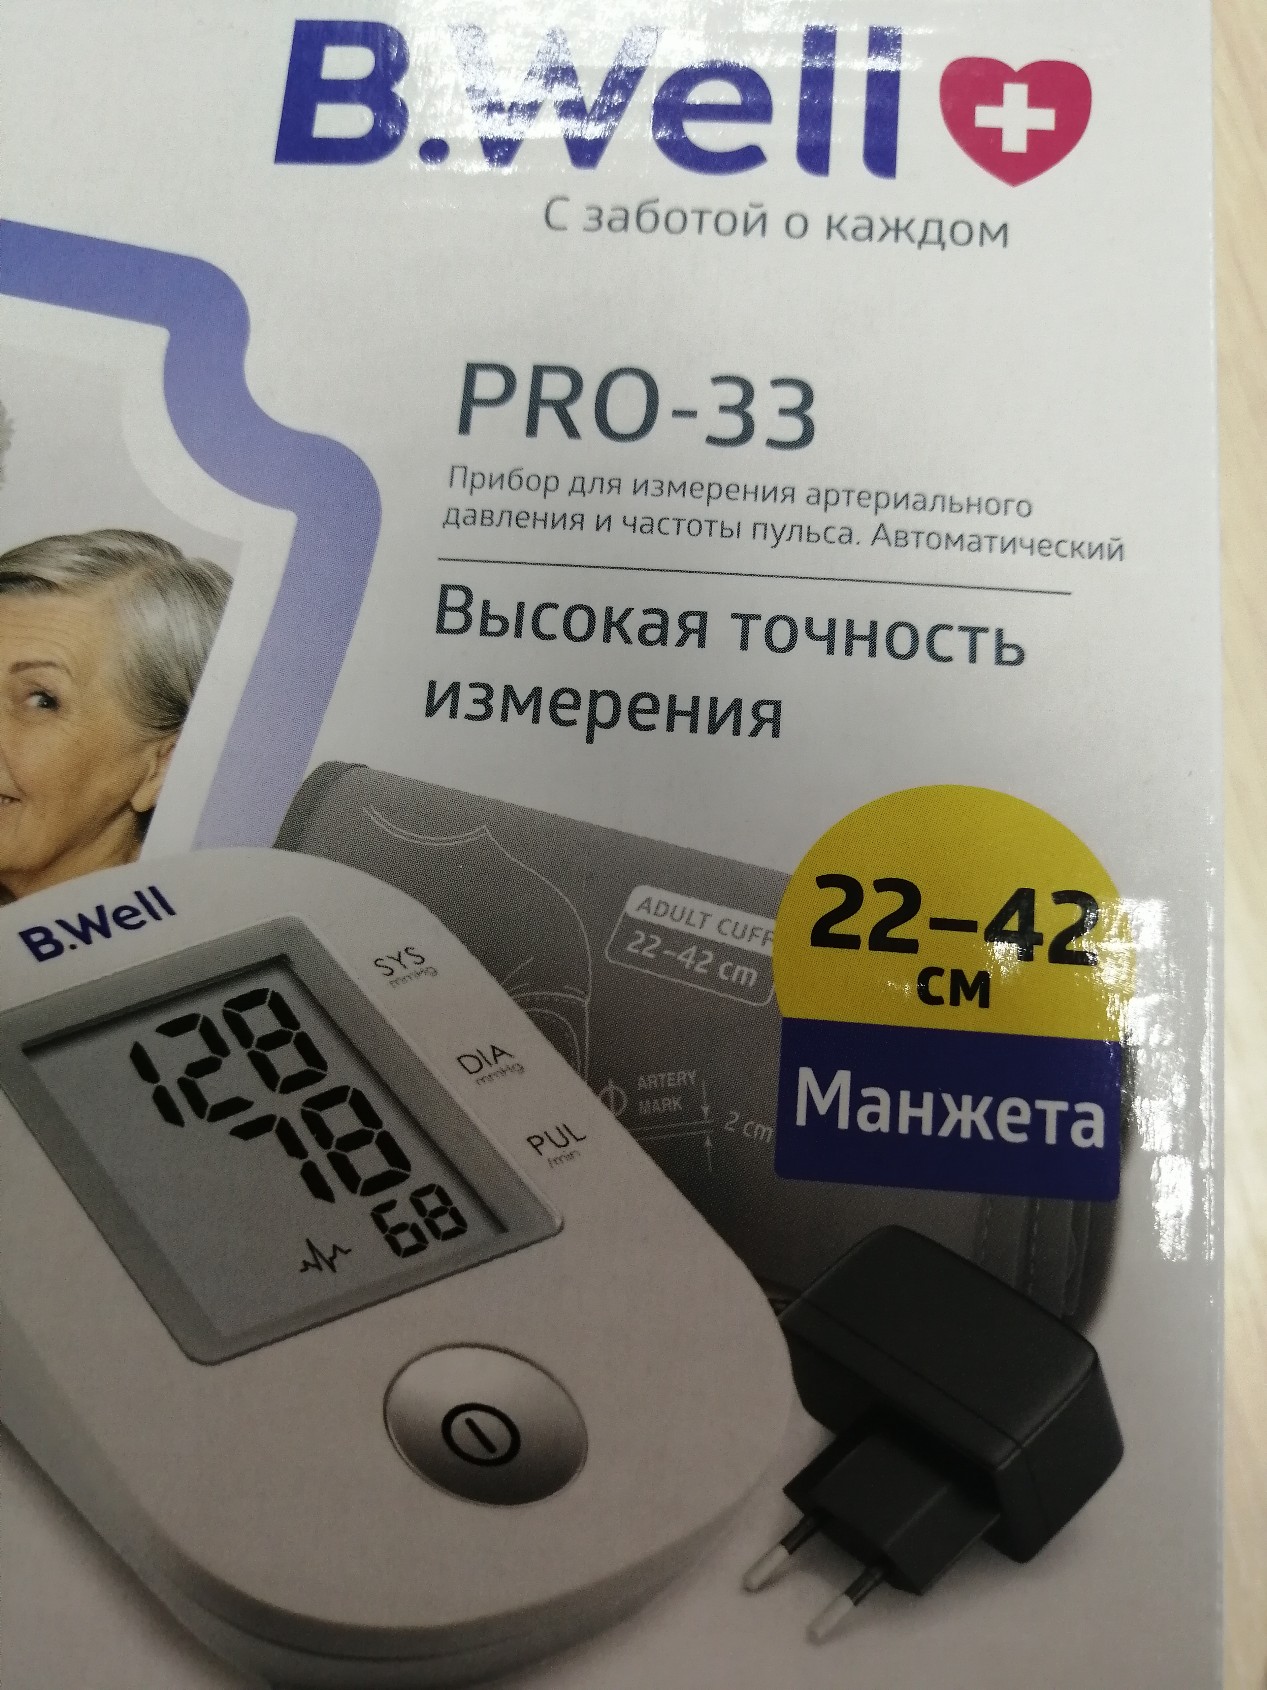 B.Well
С заботой о каждом
PRO-33
Прибор для измерения артериального
давления и частоты пульса. Автоматический
Высокая точность
измерения
22-42
см
Манжета
ADULT CUFF
22-42 cm
ARTERY
MARK
2 cm
B.Well
SYS
mmHg
DIA
mmHg
PUL
/min
128
78
68